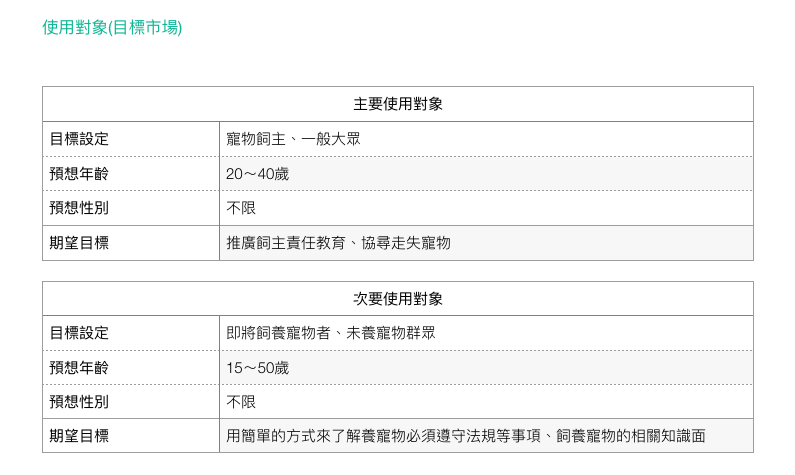 使用對象(目標市場)
主要使用對象
目標設定 寵物飼主、一般大眾
預想年齡 20～40歲
預想性別 不限
期望目標 推廣飼主責任教育、協尋走失寵物
次要使用對象
目標設定 即將飼養寵物者、未養寵物群眾
預想年齡 15～50歲
預想性別 不限
期望目標 用簡單的方式來了解養寵物必須遵守法規等事項、飼養寵物的相關知識面